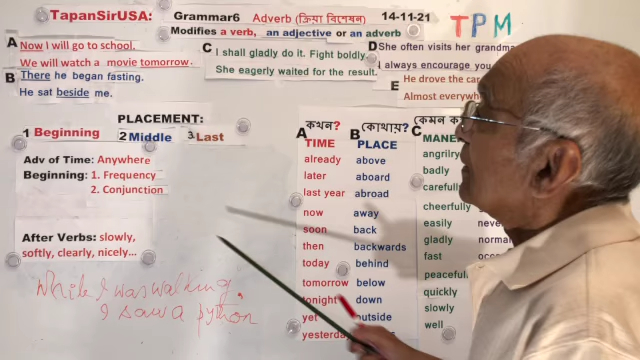 TapanSirUSA: Grammar6 Adverb (ক্রিয়া বিশেষন) 14-11-21
TPM
Modifies a verb, an adjective or an adverb
A Now I will go to school.
We will watch a movie tomorrow.
B There he began fasting.
He sat beside me.
C I shall gladly do it. Fight boldly.
She eagerly waited for the result.
D She often visits her grandma
I always encourage you
E He drove the car
Almost everywh
PLACEMENT:
1 Beginning 2 Middle 3 Last
Adv of Time: Anywhere
Beginning: 1. Frequency
2. Conjunction
After Verbs: slowly,
softly, clearly, nicely...
While I was walking,
I saw a python
A কখন?
TIME
already
later
last year
now
soon
then
today
tomorrow
tonight
yet
yesterda
B কোথায়?
PLACE
above
aboard
abroad
away
back
backwards
behind
below
down
outside
C কেমন
MANE
angrily
badly
carefully
cheerfully
easily
gladly
fast
peacefu
quickly
slowly
well
neve
norma
occ